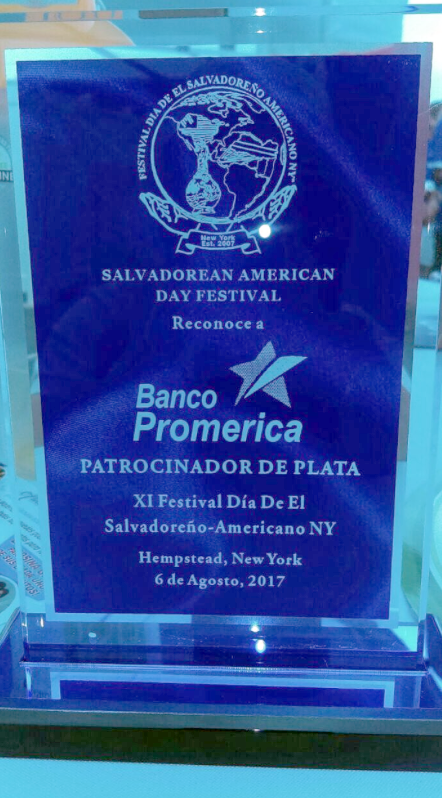 FESTIVAL DÍA DE EL SALVADOREÑO AMERICANO NY
New York
Est. 2007
SALVADOREAN AMERICAN
DAY FESTIVAL
Reconoce a
Banco
Promerica
PATROCINADOR DE PLATA
XI Festival Día De El
Salvadoreño-Americano NY
Hempstead, New York
6 de Agosto, 2017